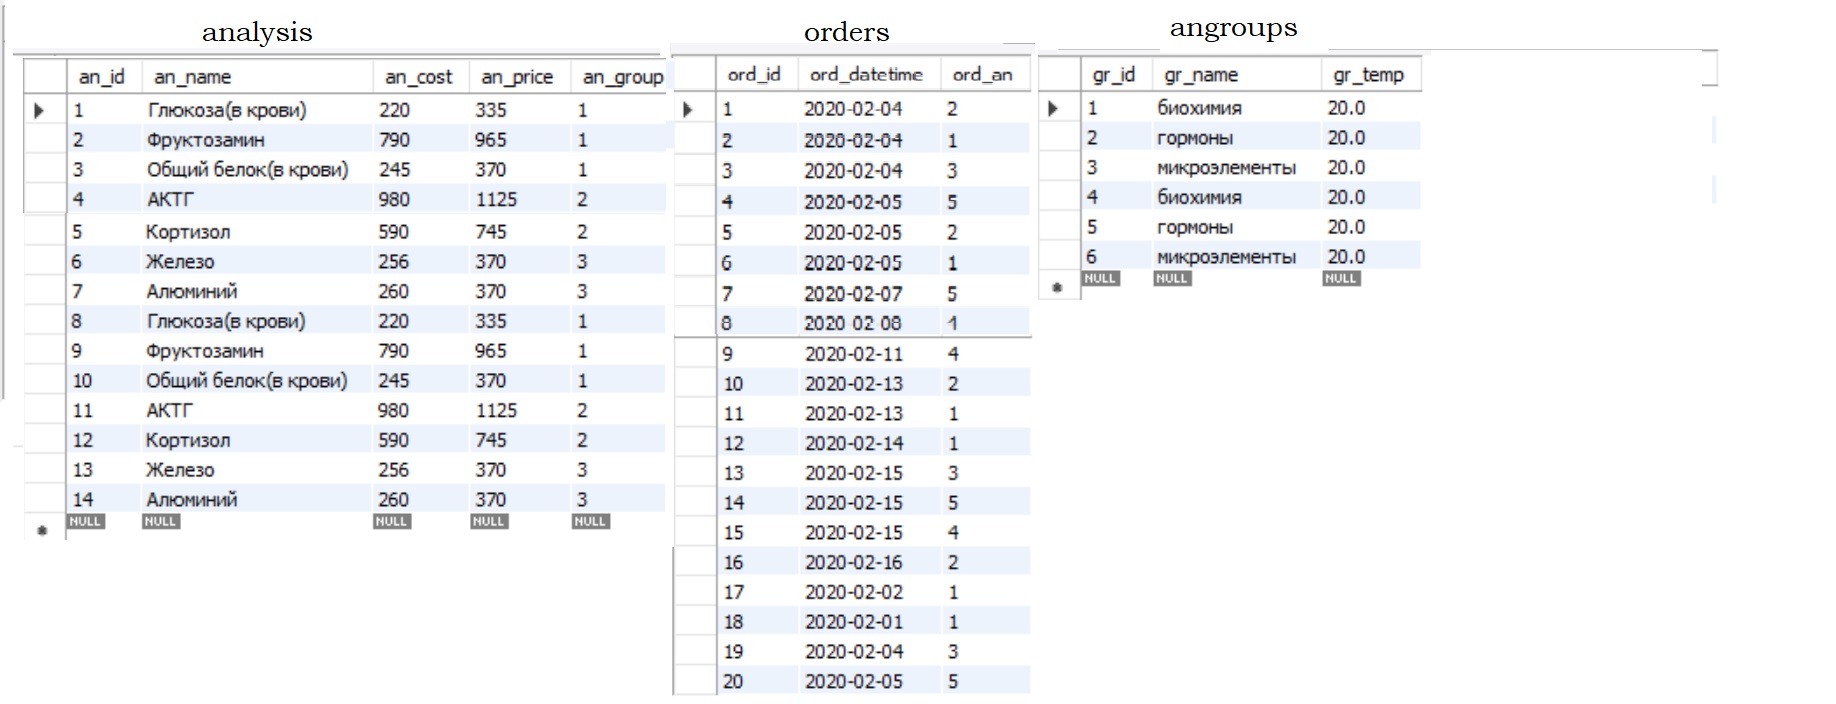 analysis
an_id an_name an_cost an_price an_group
1 Глюкоза(в крови) 220 335 1
2 Фруктозамин 790 965 1
3 Общий белок(в крови) 245 370 1
4 АКТГ 980 1125 2
5 Кортизол 590 745 2
6 Железо 256 370 3
7 Алюминий 260 370 3
8 Глюкоза(в крови) 220 335 1
9 Фруктозамин 790 965 1
10 Общий белок(в крови) 245 370 1
11 АКТГ 980 1125 2
12 Кортизол 590 745 2
13 Железо 256 370 3
14 Алюминий 260 370 3
NULL NULL NULL NULL NULL
orders
ord_id ord_datetime ord_an
1 2020-02-04 2
2 2020-02-04 1
3 2020-02-04 3
4 2020-02-05 5
5 2020-02-05 2
6 2020-02-05 1
7 2020-02-07 5
8 2020 02 08
9 2020-02-11 4
10 2020-02-13 2
11 2020-02-13 1
12 2020-02-14 1
13 2020-02-15 3
14 2020-02-15 5
15 2020-02-15 4
16 2020-02-16 2
17 2020-02-02 1
18 2020-02-01 1
19 2020-02-04 3
20 2020-02-05 5
angroups
gr_id gr_name gr_temp
1 биохимия 20.0
2 гормоны 20.0
3 микроэлементы 20.0
4 биохимия 20.0
5 гормоны 20.0
6 микроэлементы 20.0
NULL NULL NULL